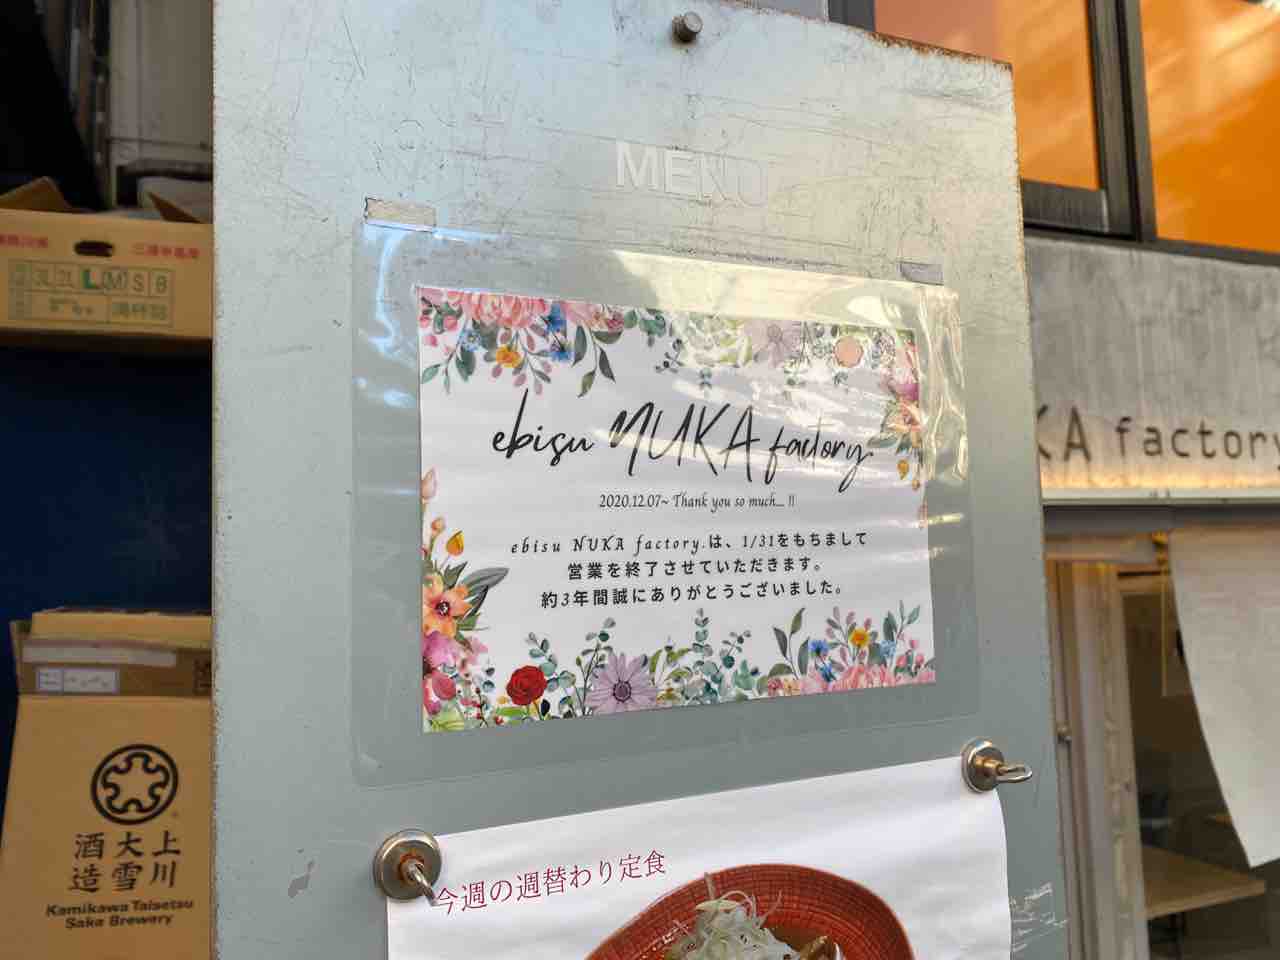 MENU
3L 2L L (M) S B
ebisu NUKA factory
2020.12.07~ Thank you so much... !!
ebisu NUKA factory.は、1/31をもちまして
営業を終了させていただきます。
約3年間誠にありがとうございました。
KA factory
上川
大雪
酒造
Kamikawa Taisetsu
Sake Brewery
今週の週替わり定食